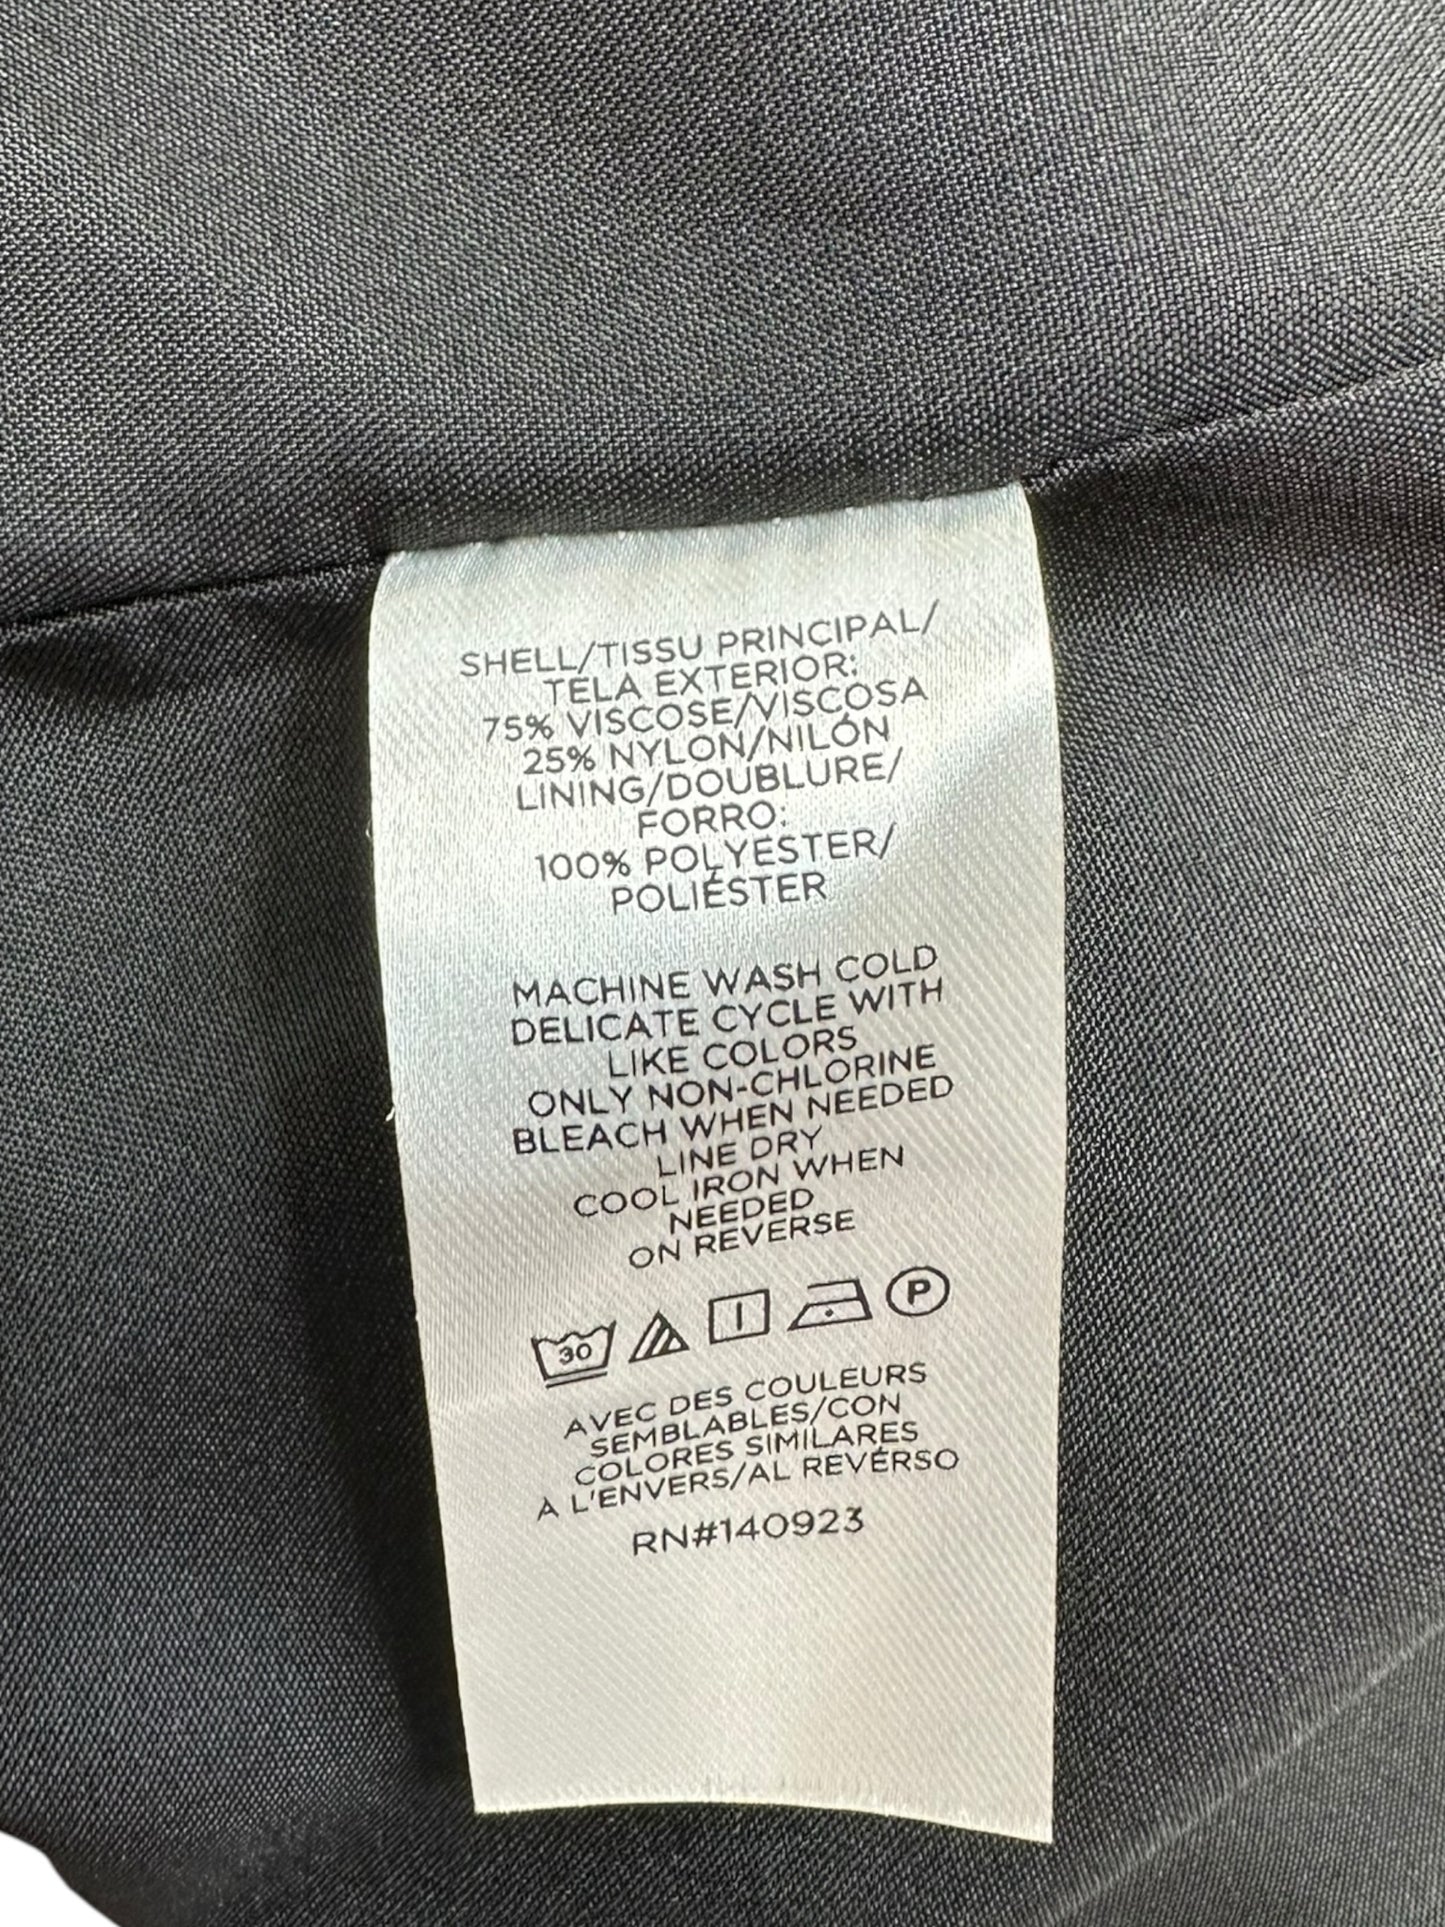 SHELL/TISSU PRINCIPAL/
TELA EXTERIOR:
75% VISCOSE/VISCOSA
25% NYLON/NILÓN
LINING/DOUBLURE/
FORRO:
100% POLYESTER/
POLIÉSTER
MACHINE WASH COLD
DELICATE CYCLE WITH
LIKE COLORS
ONLY NON-CHLORINE
BLEACH WHEN NEEDED
LINE DRY
COOL IRON WHEN
NEEDED
ON REVERSE
30 P
AVEC DES COULEURS
SEMBLABLES/CON
COLORES SIMILARES
A L'ENVERS/AL REVÉRSO
RN#140923